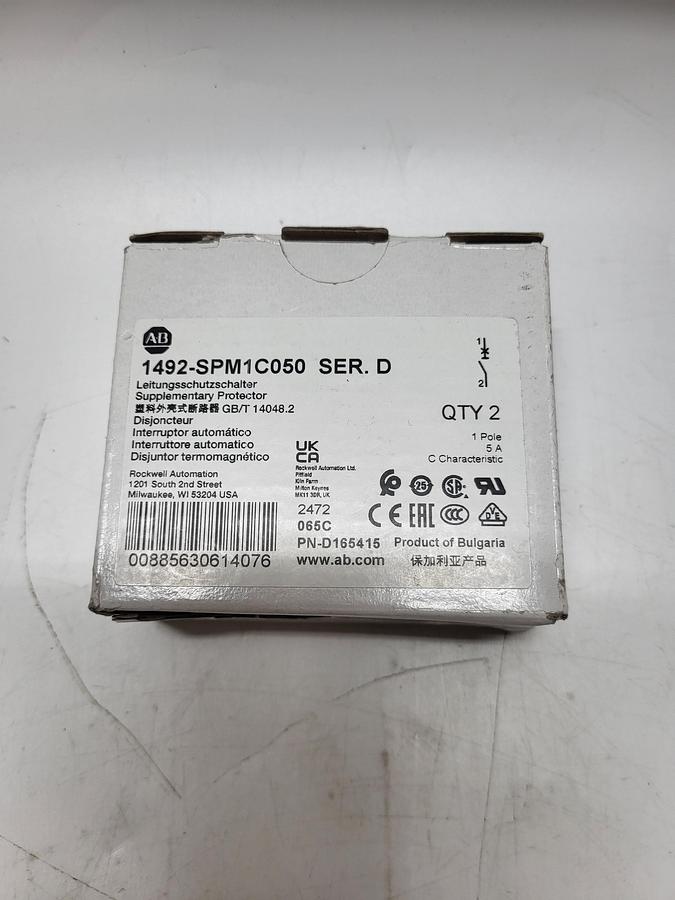 AB
1492-SPM1C050 SER. D
Leitungsschutzschalter
Supplementary Protector
塑料外壳式断路器 GB/T 14048.2
Disjoncteur
Interruptor automático
Interruttore automatico
Disjuntor termomagnético
1
2
QTY 2
1 Pole
5 A
C Characteristic
Rockwell Automation
1201 South 2nd Street
Milwaukee, WI 53204 USA
UK
CA
Rockwell Automation Ltd.
Pitfield
Kiln Farm
Milton Keynes
MK11 3DR, UK
25
SP
UR
2472
065C
CE EAC CCC VDE
PN-D165415 Product of Bulgaria
00885630614076 www.ab.com 保加利亚产品